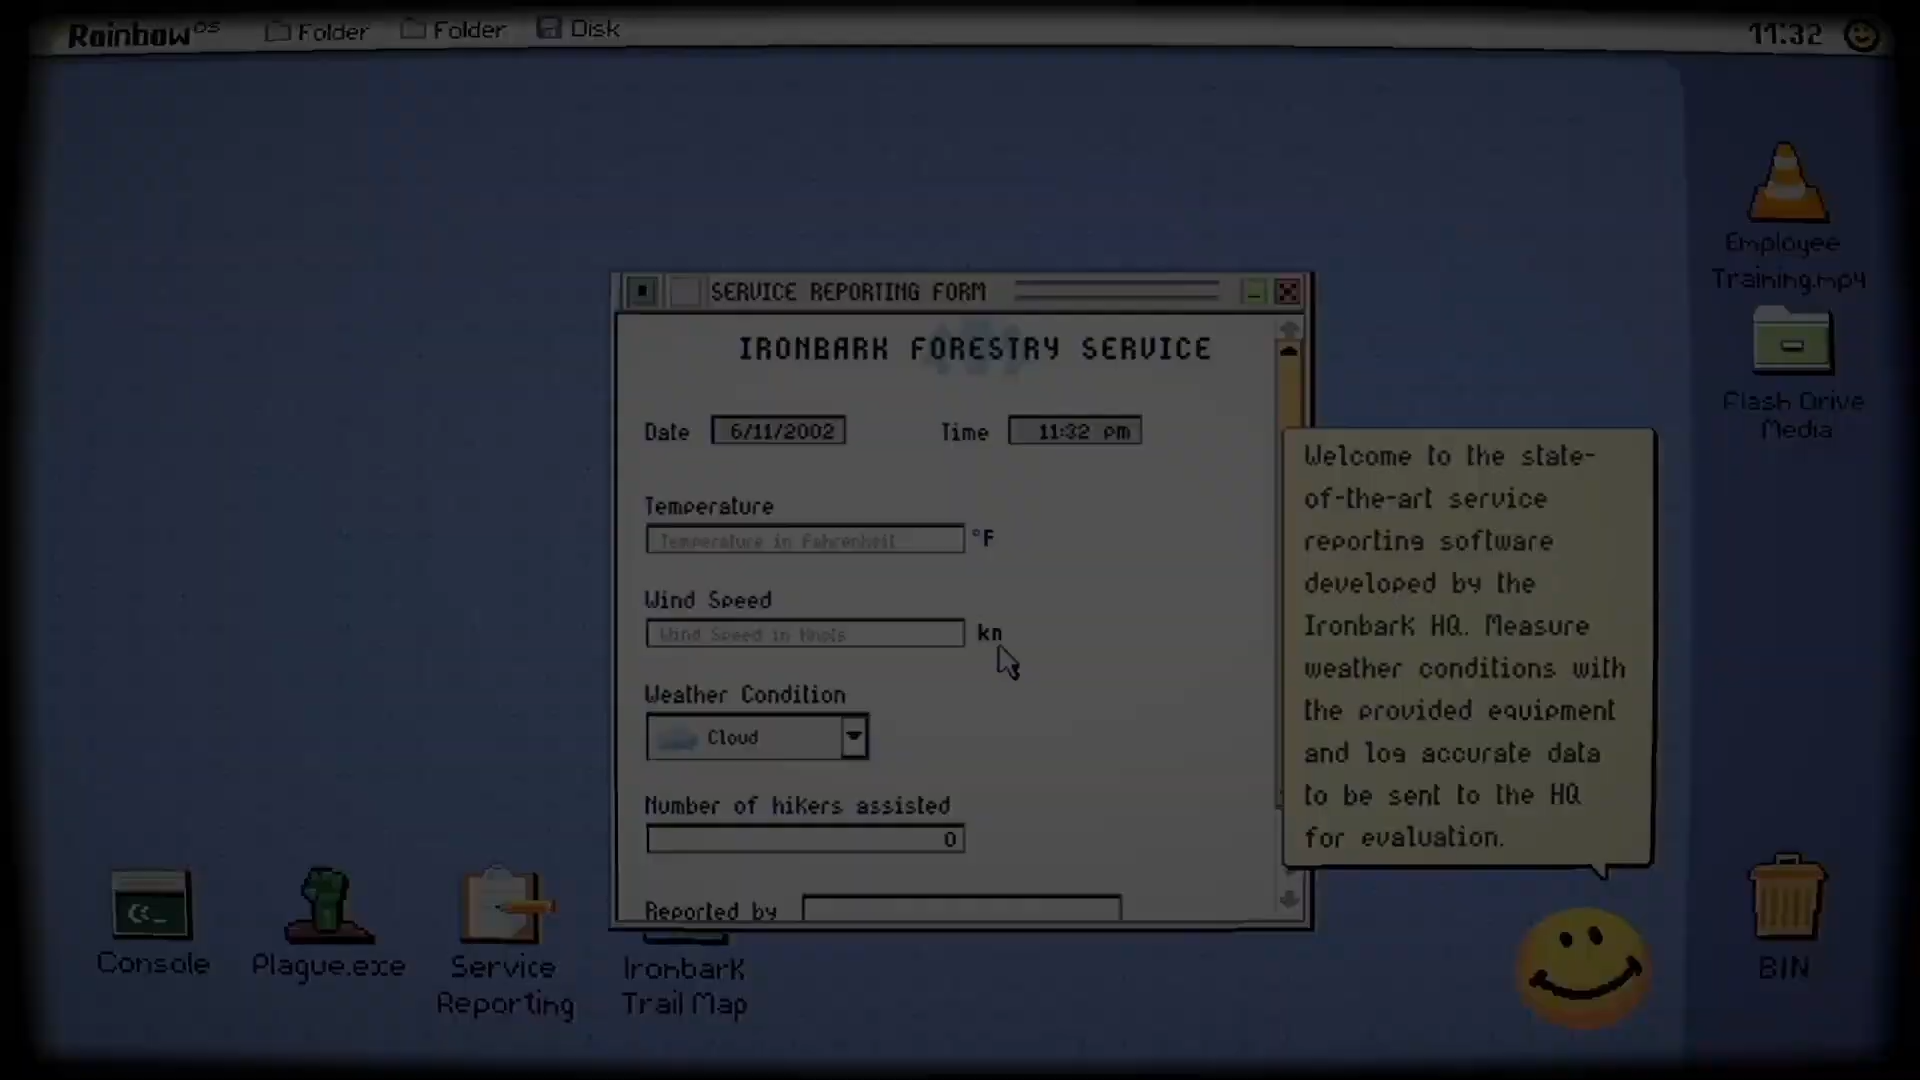 RainbowOS Folder Folder Disk 11:32
Employee
Training.mp4
Flash Drive
Media
SERVICE REPORTING FORM
IRONBARK FORESTRY SERVICE
Date 6/11/2002 Time 11:32 pm
Temperature
Temperature in Fahrenheit °F
Wind Speed
Wind Speed in Knots kn
Weather Condition
Cloud
Number of hikers assisted
0
Reported by
Welcome to the state-
of-the-art service
reporting software
developed by the
Ironbark HQ. Measure
weather conditions with
the provided equipment
and log accurate data
to be sent to the HQ
for evaluation.
Console
Plague.exe
Service
Reporting
Ironbark
Trail Map
BIN